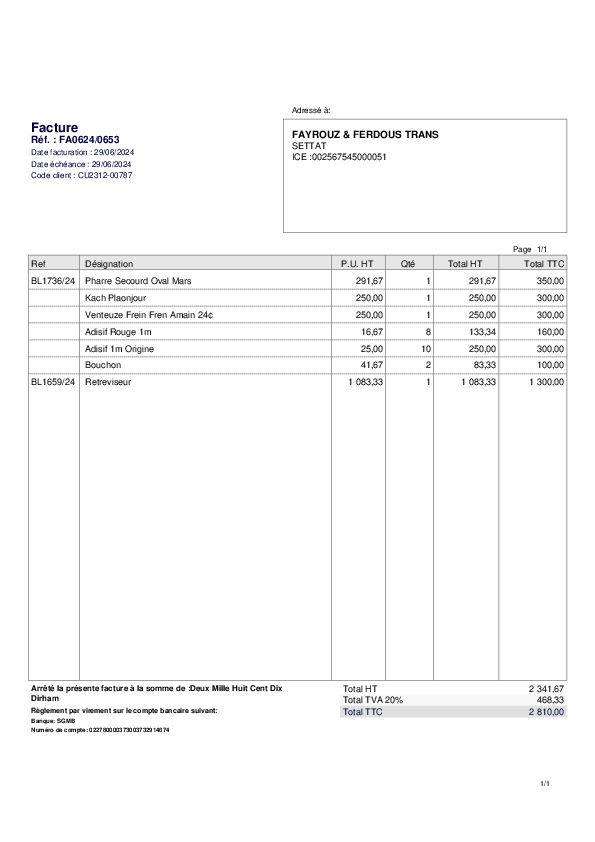 Adressé à:
Facture
Réf. : FA0624/0653
Date facturation : 29/06/2024
Date échéance : 29/06/2024
Code client : CU2312-00787
FAYROUZ & FERDOUS TRANS
SETTAT
ICE :002567545000051
Page 1/1
Ref Désignation P.U. HT Qté Total HT Total TTC
BL1736/24 Pharre Secourd Oval Mars 291,67 1 291,67 350,00
Kach Plaonjour 250,00 1 250,00 300,00
Venteuze Frein Fren Amain 24¢ 250,00 1 250,00 300,00
Adisif Rouge 1m 16,67 8 133,34 160,00
Adisif 1m Origine 25,00 10 250,00 300,00
Bouchon 41,67 2 83,33 100,00
BL1659/24 Retreviseur 1 083,33 1 1 083,33 1 300,00
Arrêté la présente facture à la somme de :Deux Mille Huit Cent Dix
Dirham
Règlement par virement sur le compte bancaire suivant:
Banque: SGMB
Numéro de compte: 022780000373003732914874
Total HT 2 341,67
Total TVA 20% 468,33
Total TTC 2 810,00
1/1